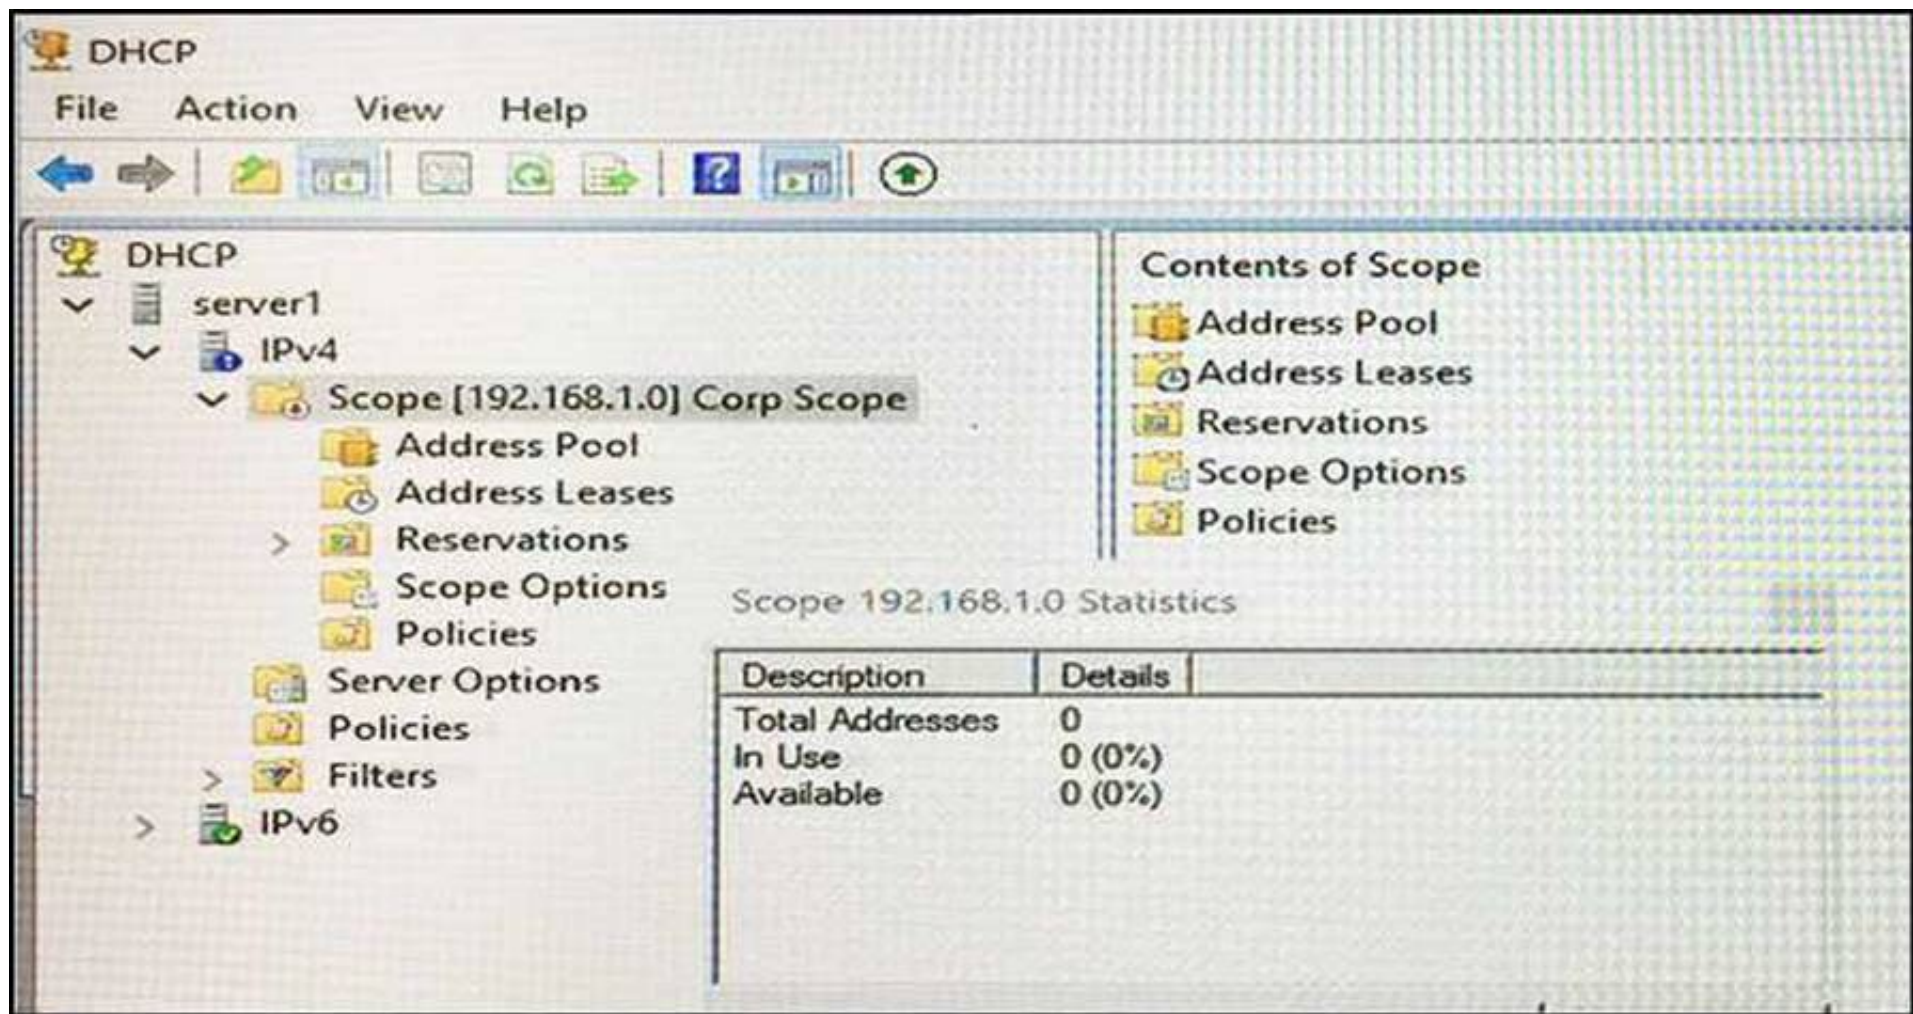 DHCP
File Action View Help
DHCP
server1
IPv4
Scope [192.168.1.0] Corp Scope
Address Pool
Address Leases
Reservations
Scope Options
Policies
Server Options
Policies
Filters
IPv6
Contents of Scope
Address Pool
Address Leases
Reservations
Scope Options
Policies
Scope 192.168.1.0 Statistics
Description Details
Total Addresses 0
In Use 0 (0%)
Available 0 (0%)